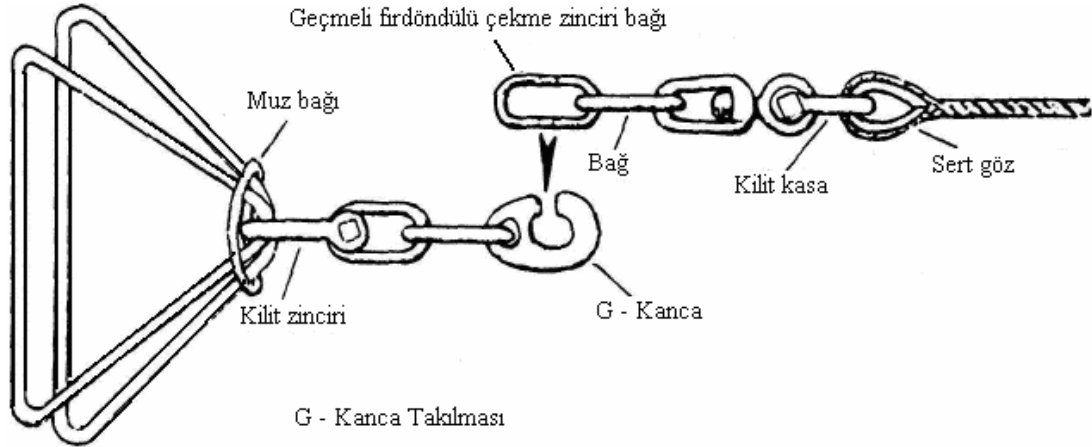 Geçmeli fırdöndülü çekme zinciri bağı
Muz bağı
Bağ
Kilit kasa
Sert göz
Kilit zinciri
G - Kanca
G - Kanca Takılması